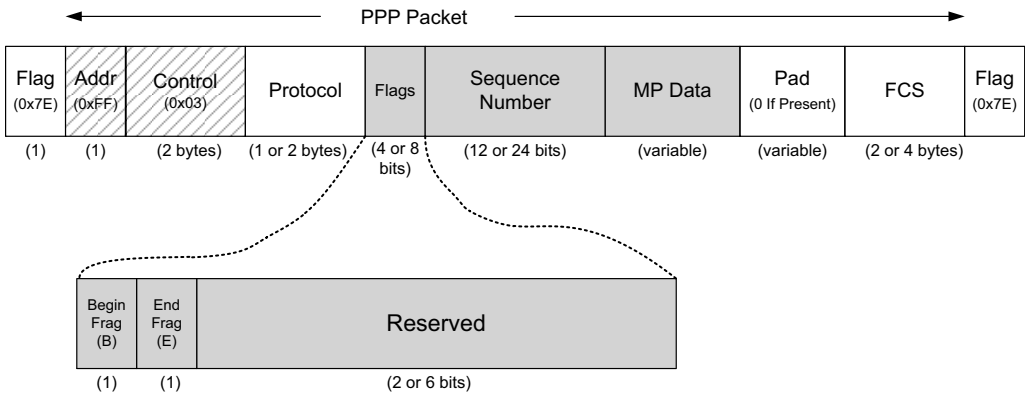 PPP Packet
Flag
(0x7E)
Addr
(0xFF)
Control
(0x03)
Protocol
Flags
Sequence
Number
MP Data
Pad
(0 If Present)
FCS
Flag
(0x7E)
(1)
(1)
(2 bytes)
(1 or 2 bytes)
(4 or 8
bits)
(12 or 24 bits)
(variable)
(variable)
(2 or 4 bytes)
(1)
Begin
Frag
(B)
End
Frag
(E)
Reserved
(1)
(1)
(2 or 6 bits)